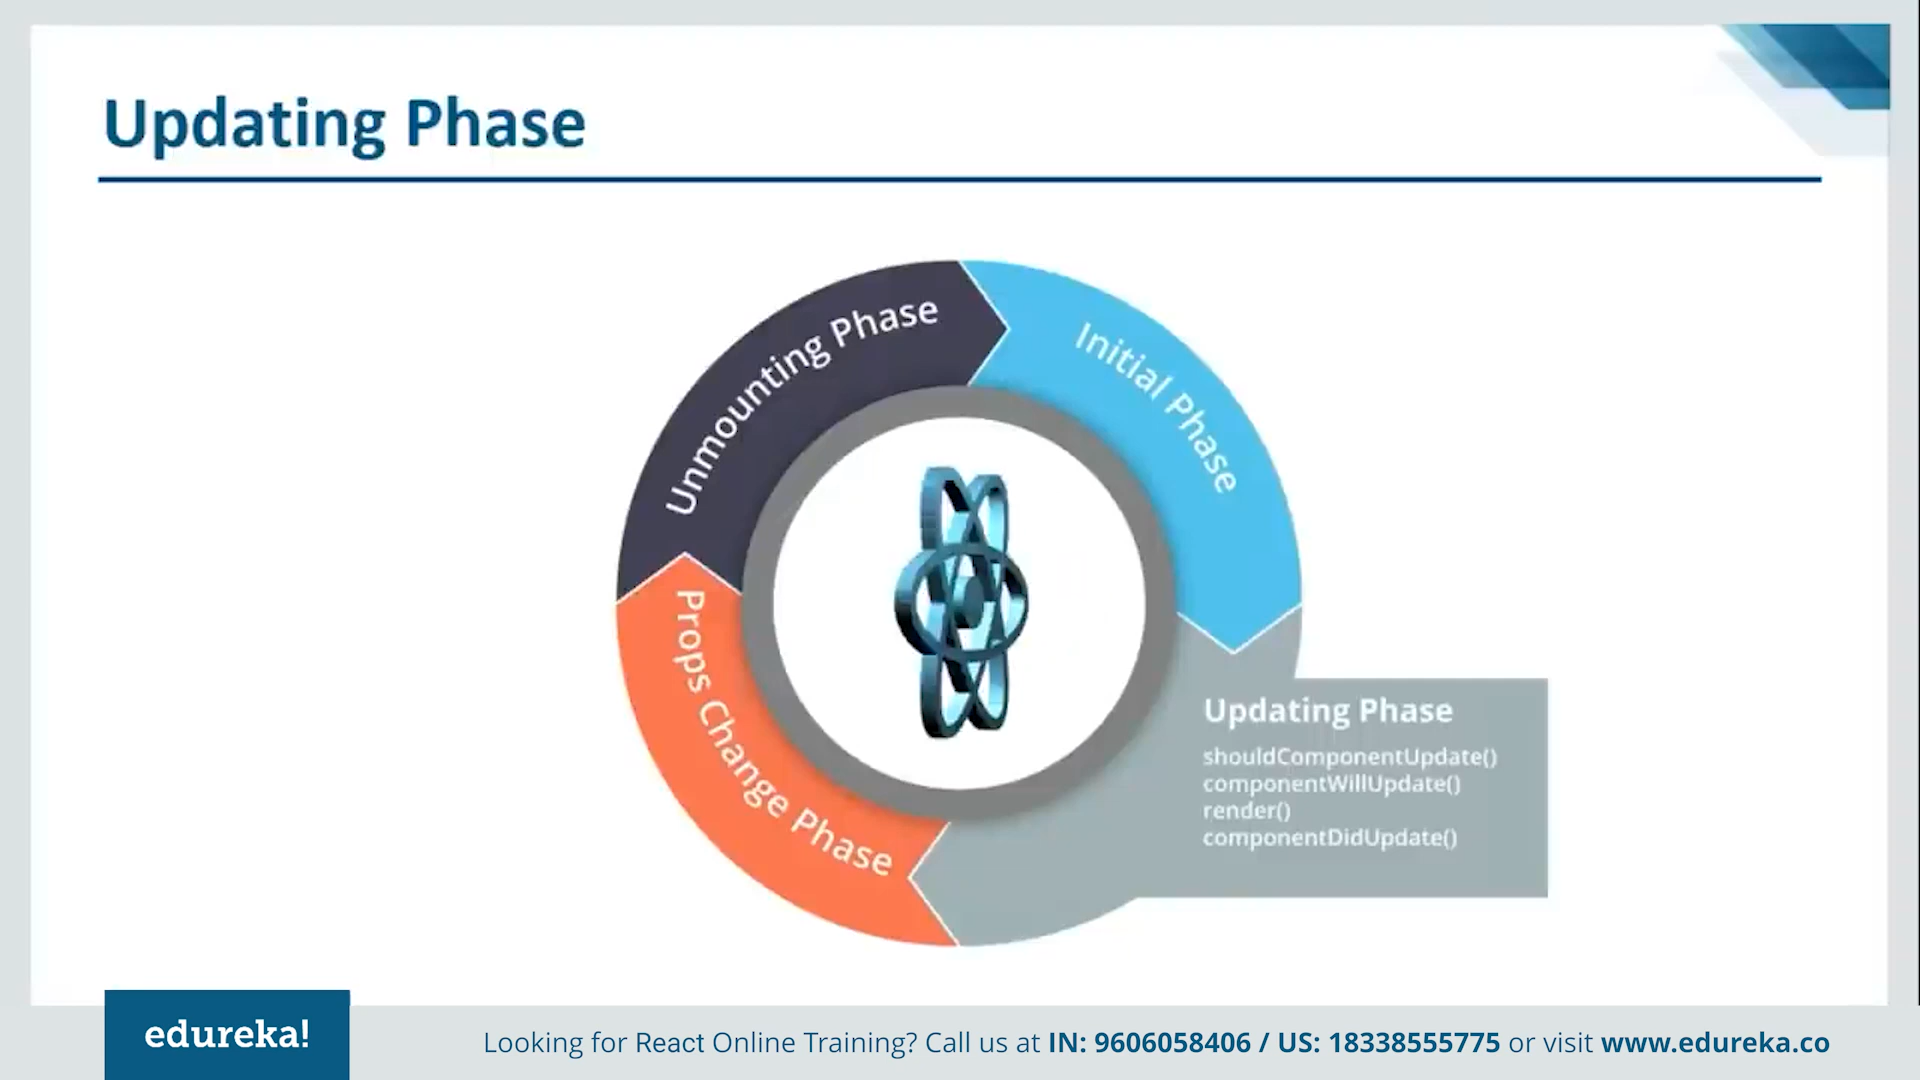 Updating Phase
Unmounting Phase
Initial Phase
Props Change Phase
Updating Phase
shouldComponentUpdate()
componentWillUpdate()
render()
componentDidUpdate()
edureka!
Looking for React Online Training? Call us at IN: 9606058406 / US: 18338555775 or visit www.edureka.co